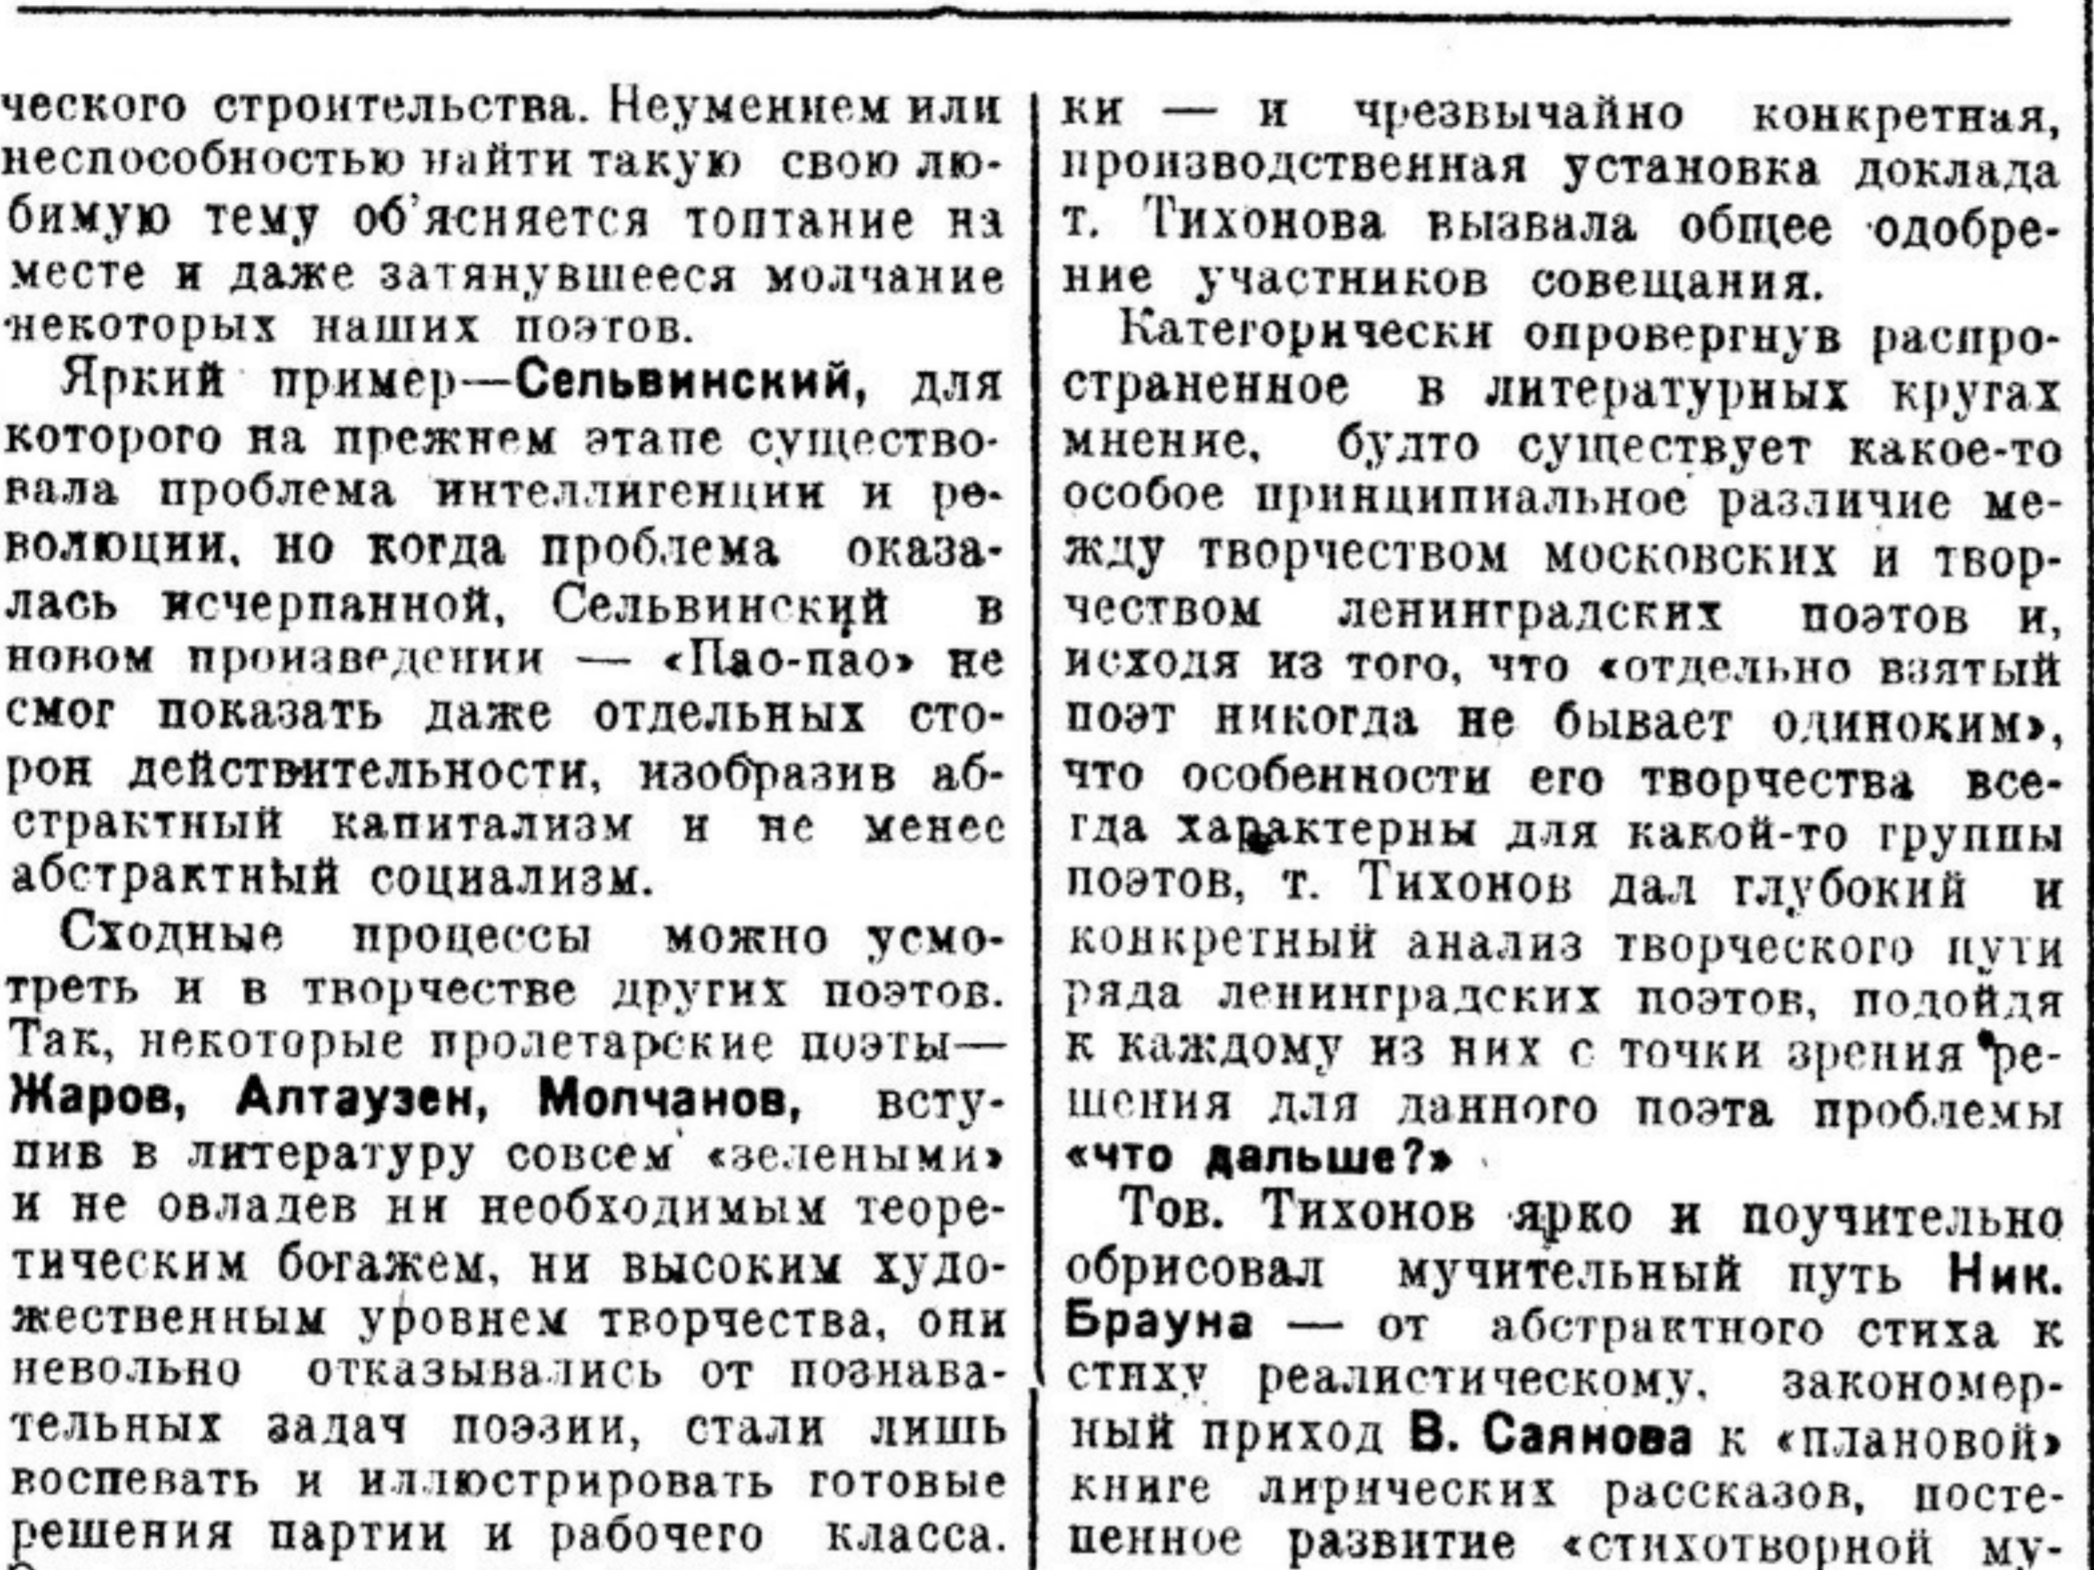 ческого строительства. Неумением или
неспособностью найти такую свою лю-
бимую тему об'ясняется топтание на
месте и даже затянувшееся молчание
некоторых наших поэтов.
Яркий пример—Сельвинский, для
которого на прежнем этапе существо-
вала проблема интеллигенции и ре-
волюции, но когда проблема оказа-
лась исчерпанной, Сельвинский в
новом произведении — «Пао-пао» не
смог показать даже отдельных сто-
рон действительности, изобразив аб-
страктный капитализм и не менее
абстрактный социализм.
Сходные процессы можно усмо-
треть и в творчестве других поэтов.
Так, некоторые пролетарские поэты—
Жаров, Алтаузен, Молчанов, всту-
пив в литературу совсем «зелеными»
и не овладев ни необходимым теоре-
тическим богажем, ни высоким худо-
жественным уровнем творчества, они
невольно отказывались от познава-
тельных задач поэзии, стали лишь
воспевать и иллюстрировать готовые
решения партии и рабочего класса.
ки — и чрезвычайно конкретная,
производственная установка доклада
т. Тихонова вызвала общее одобре-
ние участников совещания.
Категорически опровергнув распро-
страненное в литературных кругах
мнение, будто существует какое-то
особое принципиальное различие ме-
жду творчеством московских и твор-
чеством ленинградских поэтов и,
исходя из того, что «отдельно взятый
поэт никогда не бывает одиноким»,
что особенности его творчества все-
гда характерны для какой-то группы
поэтов, т. Тихонов дал глубокий и
конкретный анализ творческого пути
ряда ленинградских поэтов, подойдя
к каждому из них с точки зрения ре-
шения для данного поэта проблемы
«что дальше?»
Тов. Тихонов ярко и поучительно
обрисовал мучительный путь Ник.
Брауна — от абстрактного стиха к
стиху реалистическому, закономер-
ный приход В. Саянова к «плановой»
книге лирических рассказов, посте-
пенное развитие «стихотворной му-